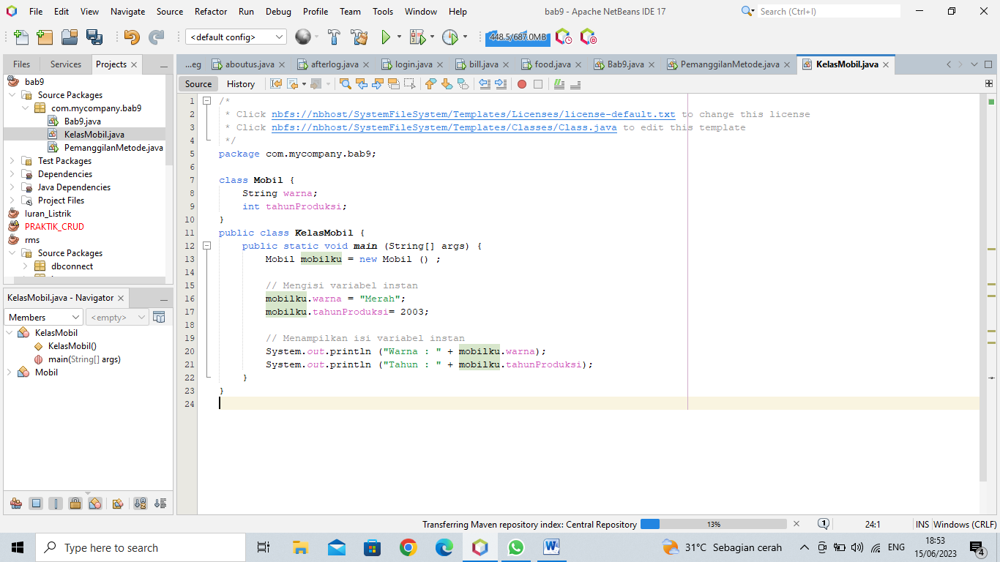 File Edit View Navigate Source Refactor Run Debug Profile Team Tools Window Help bab9 - Apache NetBeans IDE 17 Search (Ctrl+I)
<default config> 448.5/687.0MB
Files Services Projects
...eg aboutus.java afterlog.java login.java bill.java food.java Bab9.java PemanggilanMetode.java KelasMobil.java
Source History
bab9
Source Packages
com.mycompany.bab9
Bab9.java
KelasMobil.java
PemanggilanMetode.java
Test Packages
Dependencies
Java Dependencies
Project Files
Iuran_Listrik
PRAKTIK_CRUD
rms
Source Packages
dbconnect
KelasMobil.java - Navigator
Members <empty>
KelasMobil
KelasMobil()
main(String[] args)
Mobil
1 /*
2 * Click nbfs://nbhost/SystemFileSystem/Templates/Licenses/license-default.txt to change this license
3 * Click nbfs://nbhost/SystemFileSystem/Templates/Classes/Class.java to edit this template
4 */
5 package com.mycompany.bab9;
6
7 class Mobil {
8 String warna;
9 int tahunProduksi;
10 }
11 public class KelasMobil {
12 public static void main (String[] args) {
13 Mobil mobilku = new Mobil () ;
14
15 // Mengisi variabel instan
16 mobilku.warna = "Merah";
17 mobilku.tahunProduksi= 2003;
18
19 // Menampilkan isi variabel instan
20 System.out.println ("Warna : " + mobilku.warna);
21 System.out.println ("Tahun : " + mobilku.tahunProduksi);
22 }
23 }
24
Transferring Maven repository index: Central Repository 13% 1 24:1 INS Windows (CRLF)
Type here to search 31°C Sebagian cerah ENG 18:53
15/06/2023 4